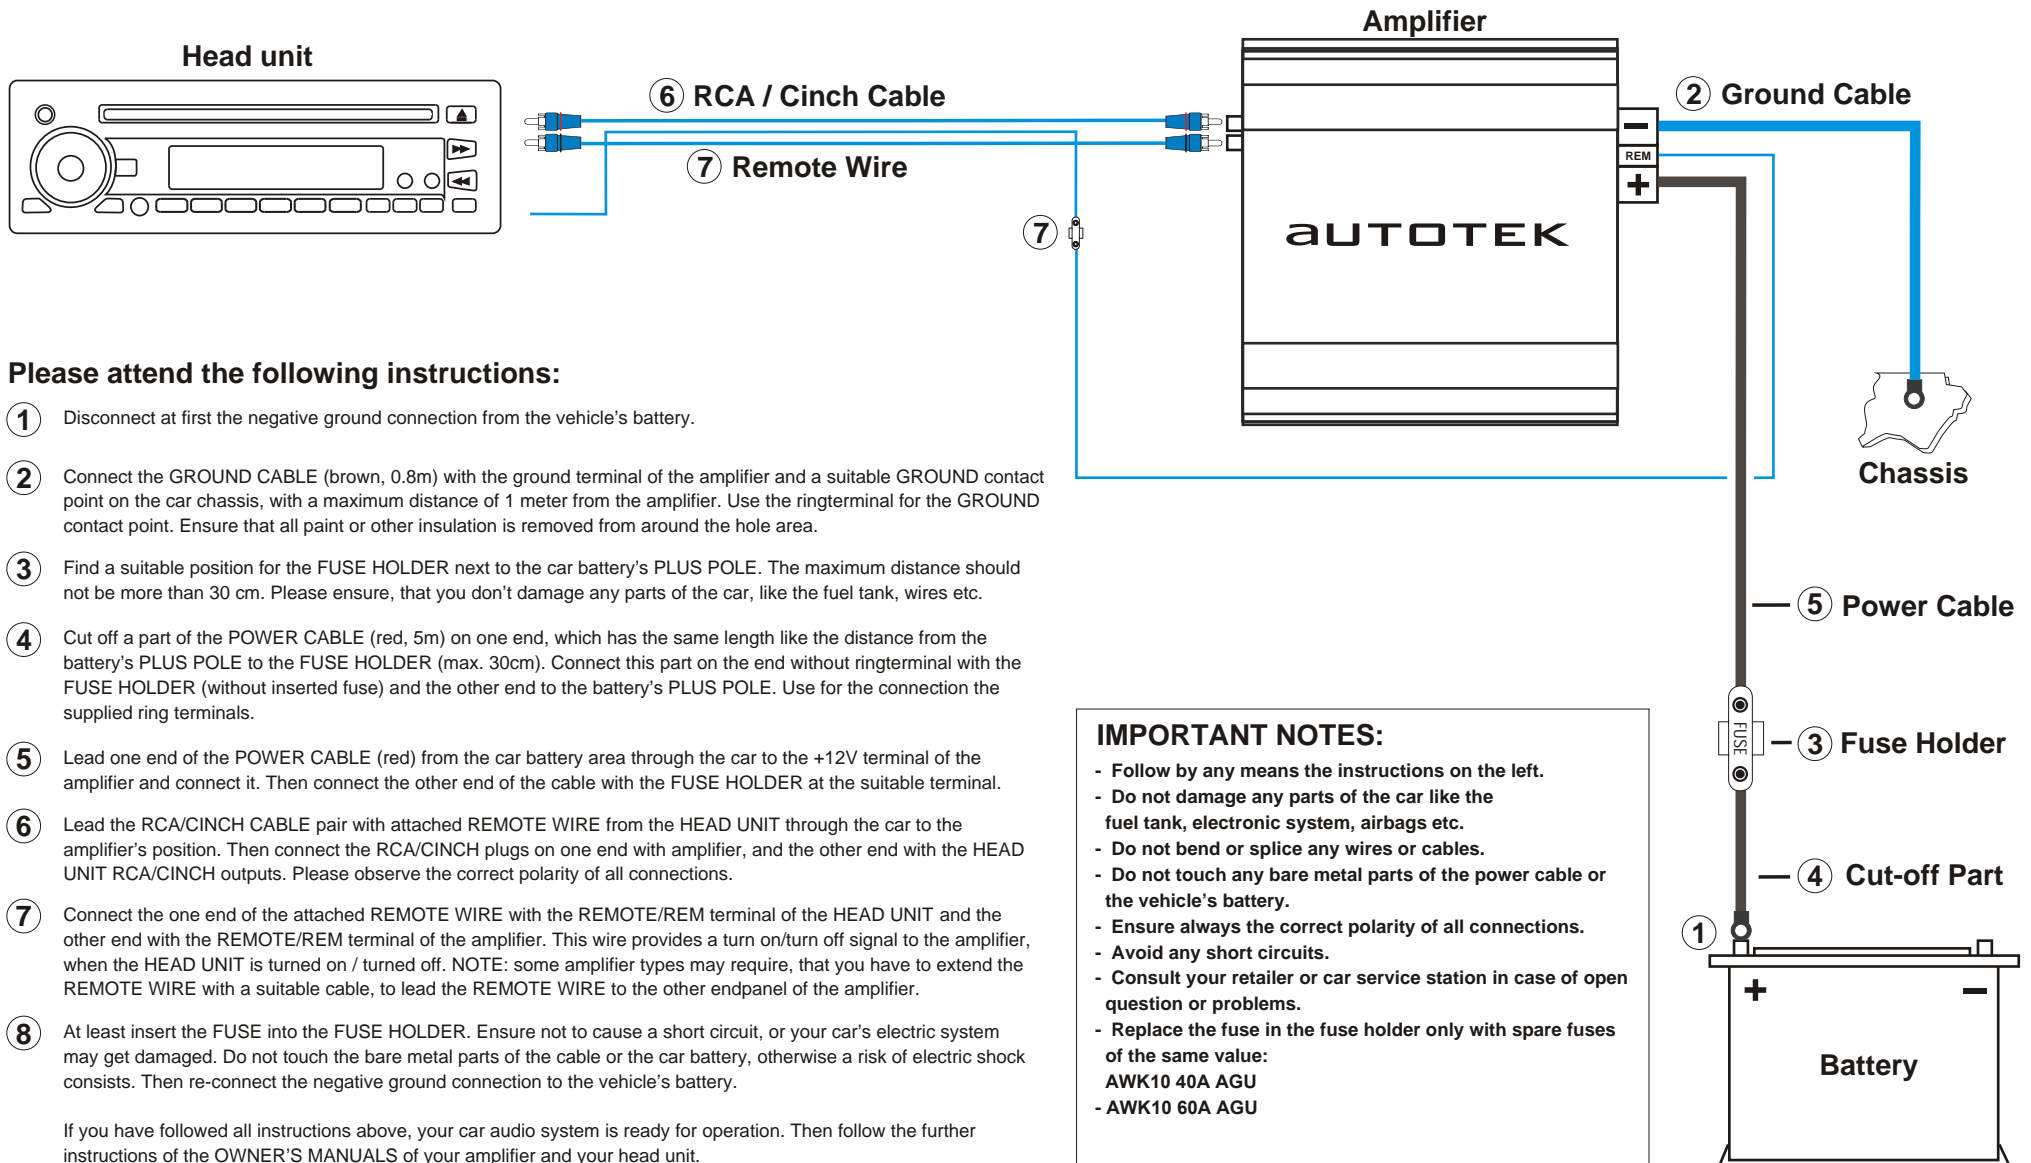 Amplifier
Head unit
6 RCA / Cinch Cable
2 Ground Cable
7 Remote Wire
REM
7
aUTOTEK
Please attend the following instructions:
1 Disconnect at first the negative ground connection from the vehicle's battery.
2 Connect the GROUND CABLE (brown, 0.8m) with the ground terminal of the amplifier and a suitable GROUND contact
point on the car chassis, with a maximum distance of 1 meter from the amplifier. Use the ringterminal for the GROUND
contact point. Ensure that all paint or other insulation is removed from around the hole area.
3 Find a suitable position for the FUSE HOLDER next to the car battery's PLUS POLE. The maximum distance should
not be more than 30 cm. Please ensure, that you don't damage any parts of the car, like the fuel tank, wires etc.
4 Cut off a part of the POWER CABLE (red, 5m) on one end, which has the same length like the distance from the
battery's PLUS POLE to the FUSE HOLDER (max. 30cm). Connect this part on the end without ringterminal with the
FUSE HOLDER (without inserted fuse) and the other end to the battery's PLUS POLE. Use for the connection the
supplied ring terminals.
5 Lead one end of the POWER CABLE (red) from the car battery area through the car to the +12V terminal of the
amplifier and connect it. Then connect the other end of the cable with the FUSE HOLDER at the suitable terminal.
6 Lead the RCA/CINCH CABLE pair with attached REMOTE WIRE from the HEAD UNIT through the car to the
amplifier's position. Then connect the RCA/CINCH plugs on one end with amplifier, and the other end with the HEAD
UNIT RCA/CINCH outputs. Please observe the correct polarity of all connections.
7 Connect the one end of the attached REMOTE WIRE with the REMOTE/REM terminal of the HEAD UNIT and the
other end with the REMOTE/REM terminal of the amplifier. This wire provides a turn on/turn off signal to the amplifier,
when the HEAD UNIT is turned on / turned off. NOTE: some amplifier types may require, that you have to extend the
REMOTE WIRE with a suitable cable, to lead the REMOTE WIRE to the other endpanel of the amplifier.
8 At least insert the FUSE into the FUSE HOLDER. Ensure not to cause a short circuit, or your car's electric system
may get damaged. Do not touch the bare metal parts of the cable or the car battery, otherwise a risk of electric shock
consists. Then re-connect the negative ground connection to the vehicle's battery.
If you have followed all instructions above, your car audio system is ready for operation. Then follow the further
instructions of the OWNER'S MANUALS of your amplifier and your head unit.
IMPORTANT NOTES:
- Follow by any means the instructions on the left.
- Do not damage any parts of the car like the
fuel tank, electronic system, airbags etc.
- Do not bend or splice any wires or cables.
- Do not touch any bare metal parts of the power cable or
the vehicle's battery.
- Ensure always the correct polarity of all connections.
- Avoid any short circuits.
- Consult your retailer or car service station in case of open
question or problems.
- Replace the fuse in the fuse holder only with spare fuses
of the same value:
AWK10 40A AGU
- AWK10 60A AGU
Chassis
5 Power Cable
FUSE
3 Fuse Holder
4 Cut-off Part
1
+ -
Battery